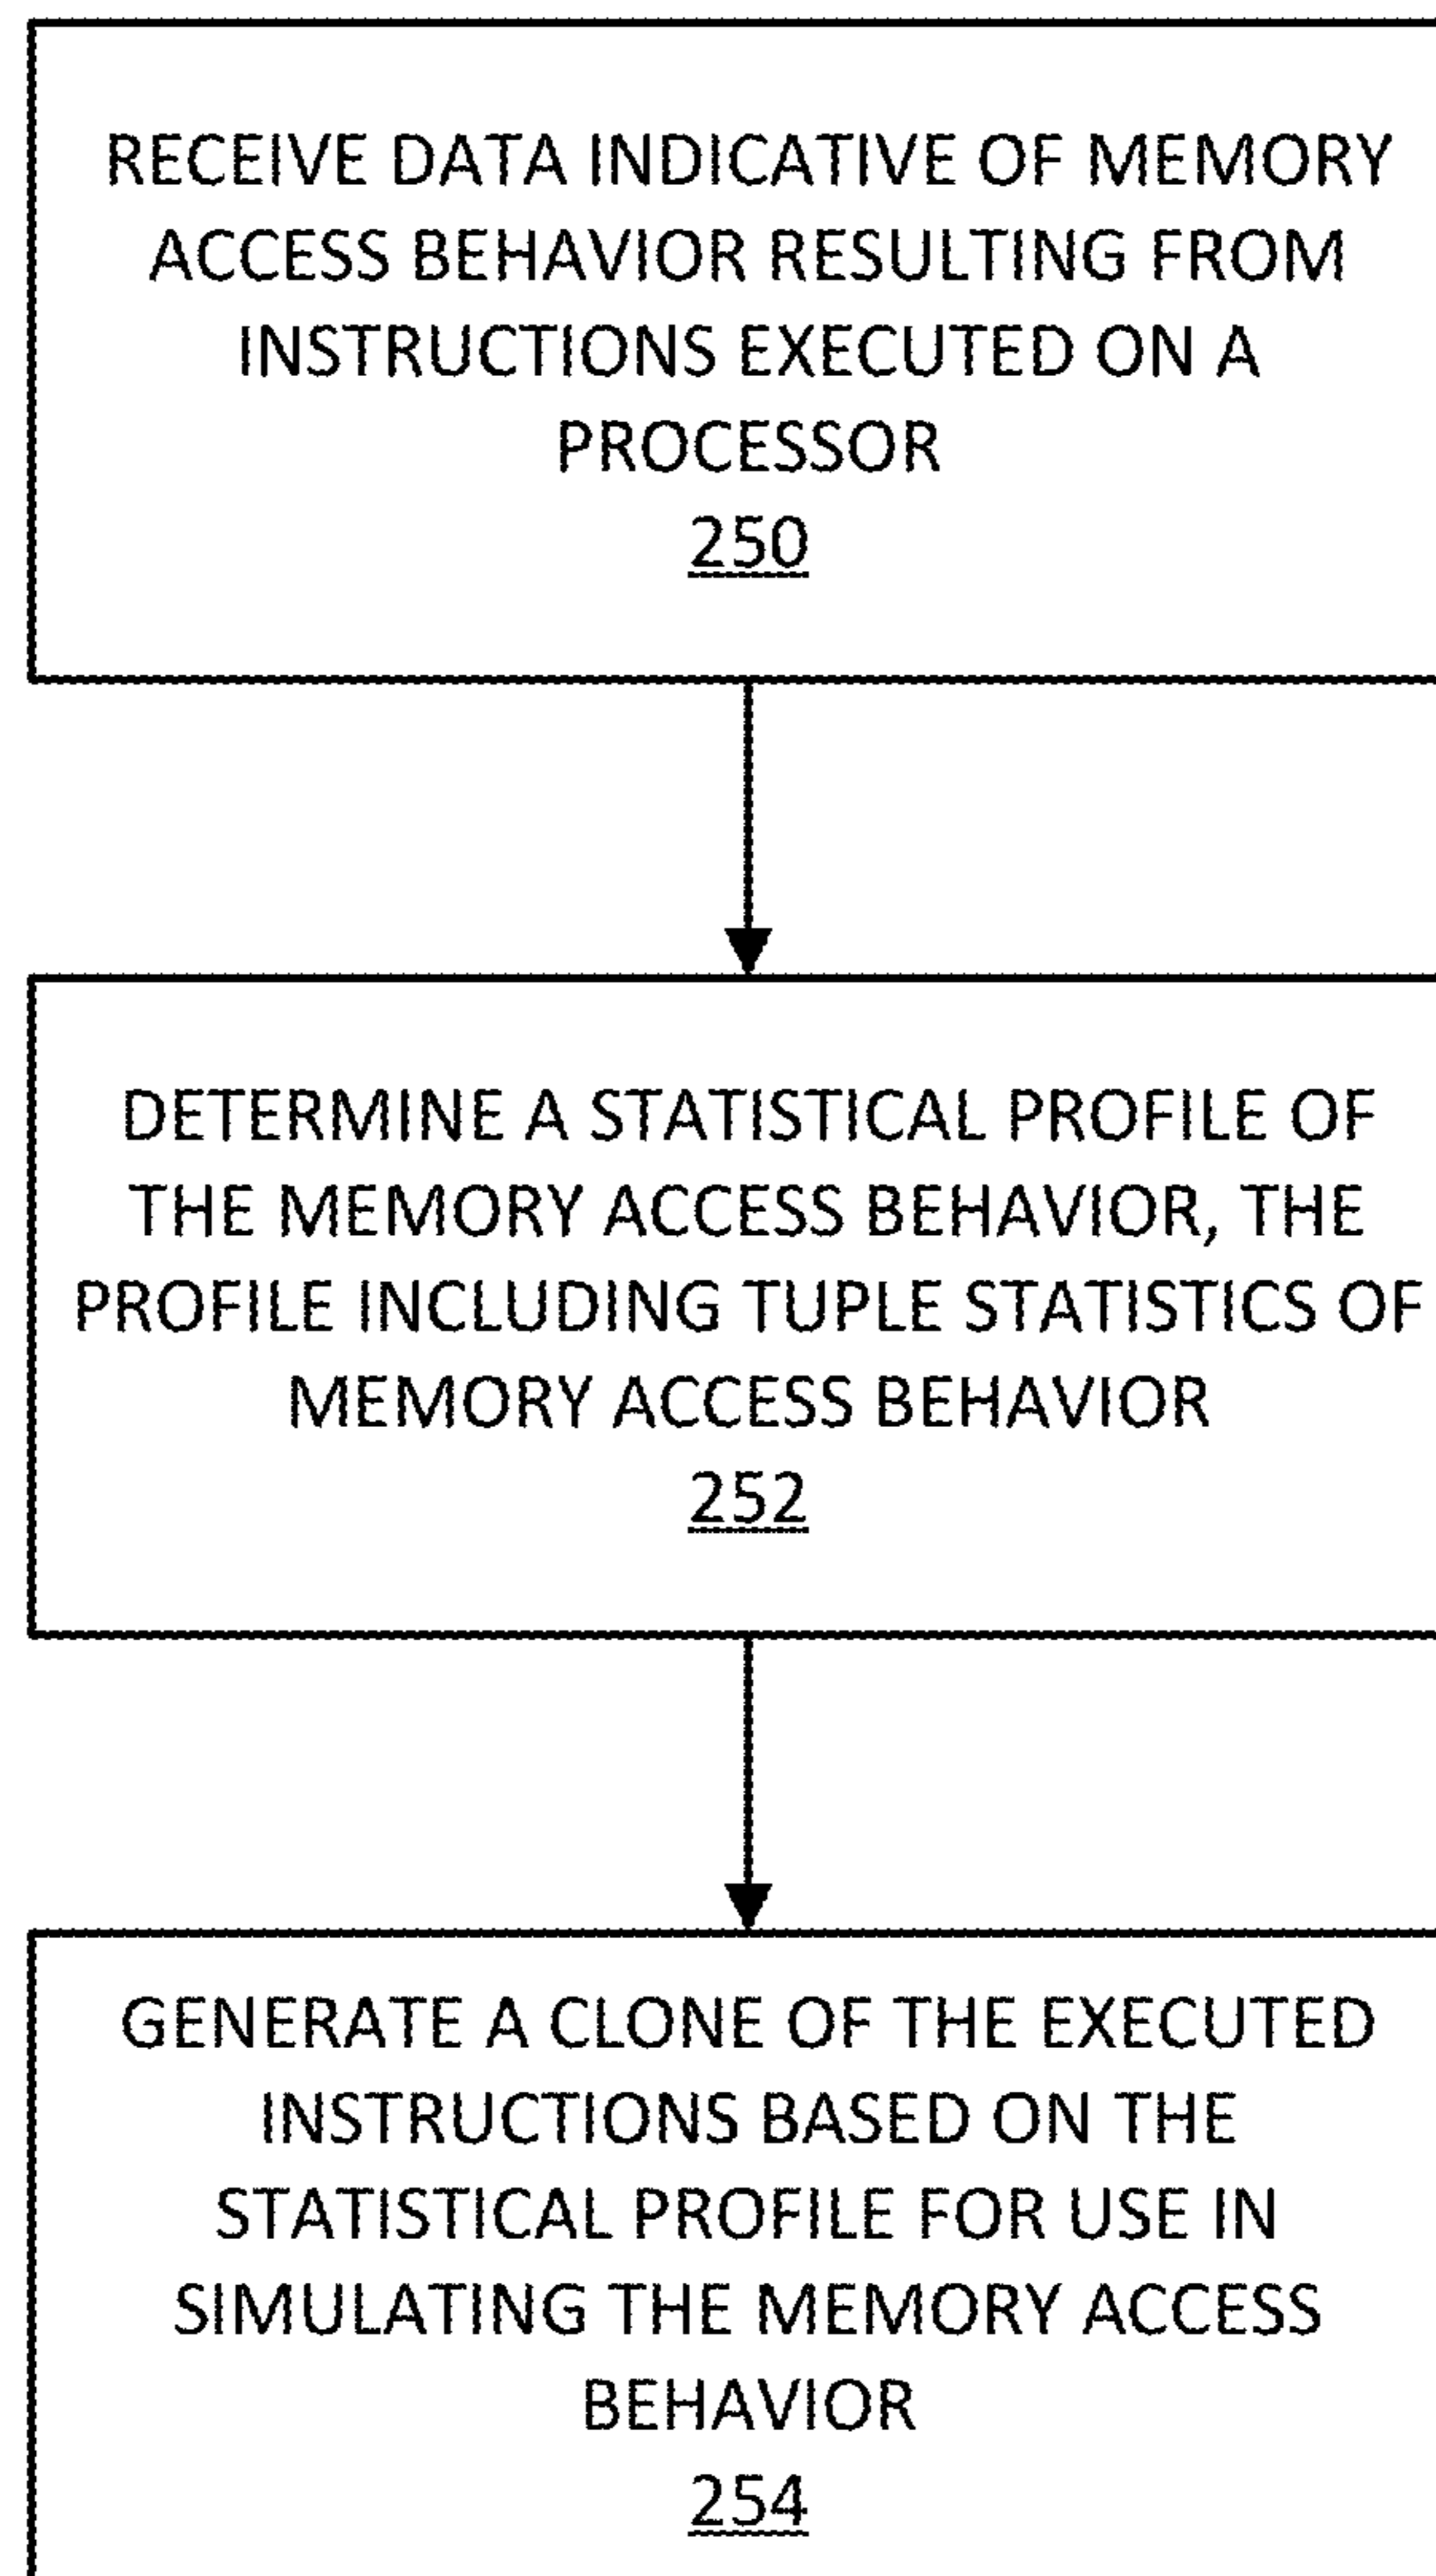 RECEIVE DATA INDICATIVE OF MEMORY
ACCESS BEHAVIOR RESULTING FROM
INSTRUCTIONS EXECUTED ON A
PROCESSOR
250
DETERMINE A STATISTICAL PROFILE OF
THE MEMORY ACCESS BEHAVIOR, THE
PROFILE INCLUDING TUPLE STATISTICS OF
MEMORY ACCESS BEHAVIOR
252
GENERATE A CLONE OF THE EXECUTED
INSTRUCTIONS BASED ON THE
STATISTICAL PROFILE FOR USE IN
SIMULATING THE MEMORY ACCESS
BEHAVIOR
254